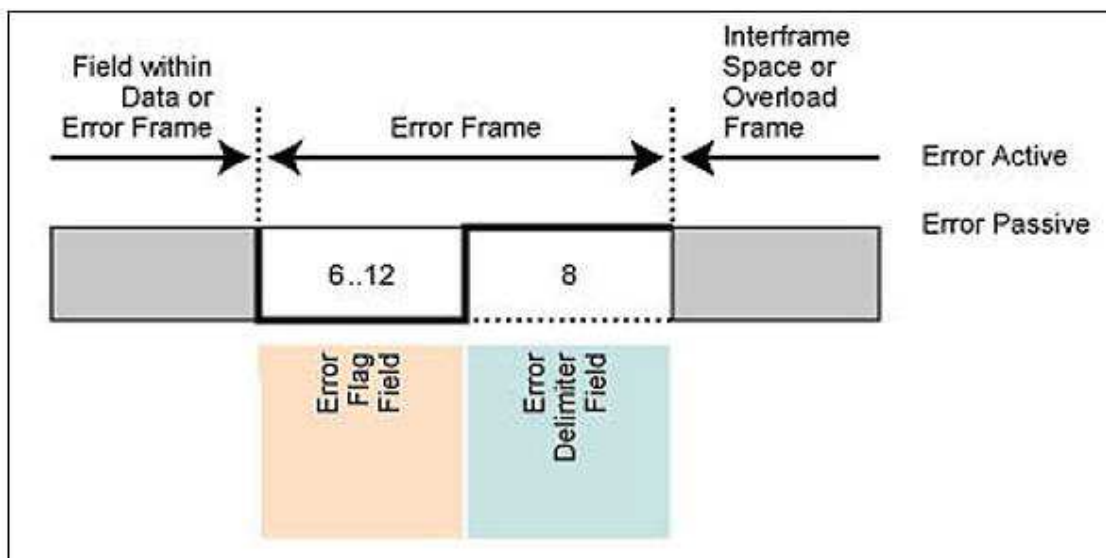 Field within
Data or
Error Frame
Error Frame
Interframe
Space or
Overload
Frame
Error Active
Error Passive
6..12
8
Error
Flag
Field
Error
Delimiter
Field